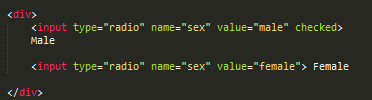 <div>
<input type="radio" name="sex" value="male" checked>
Male
<input type="radio" name="sex" value="female"> Female
</div>